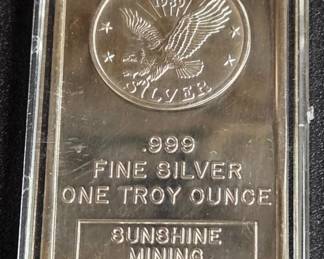 SILVER
.999
FINE SILVER
ONE TROY OUNCE
SUNSHINE
MINING